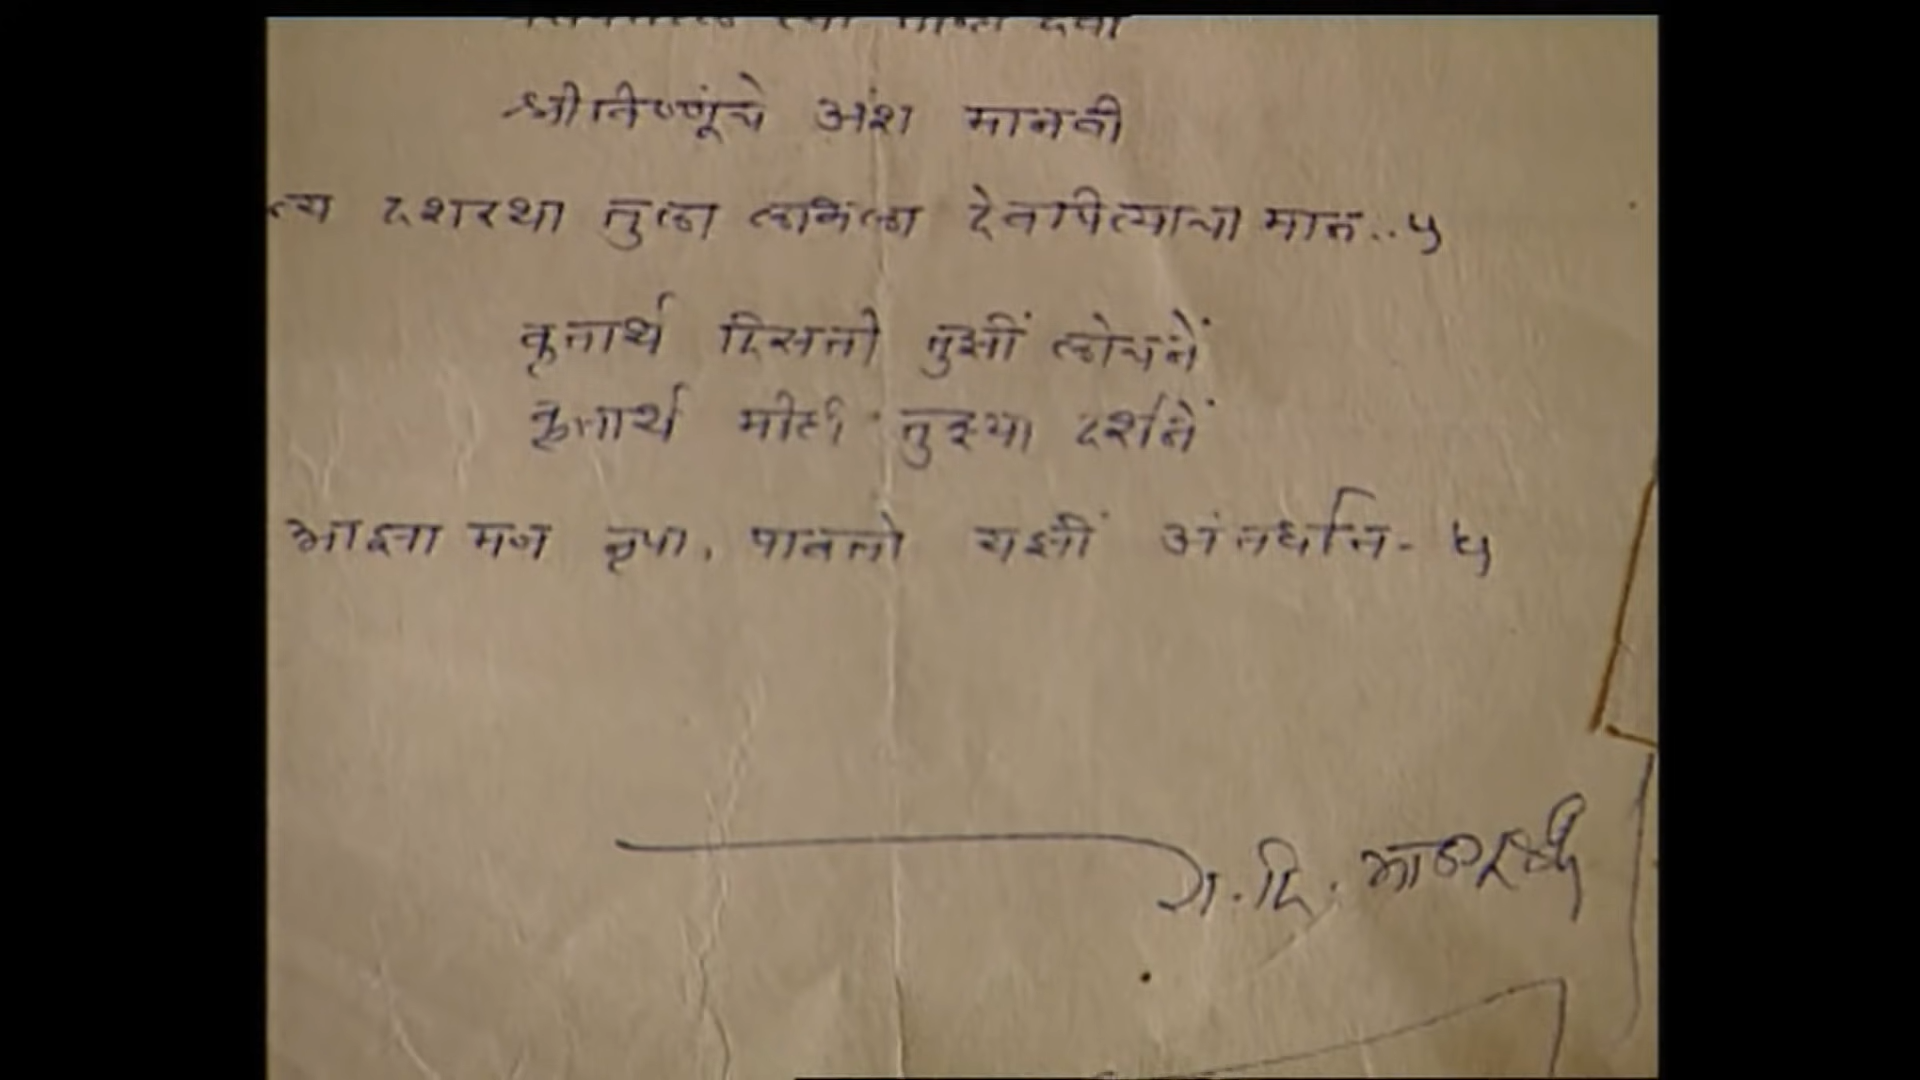 श्रीविष्णूंचे अंश मानवी
दशरथा तुला लाभला देवपित्याचा मान.. ५
कृतार्थ दिसती तुझीं लोचनें
कृतार्थ मीही तुझ्या दर्शनें
आज्ञा मज नृपा, पावतो यज्ञीं अंतर्धान - ५
ग. दि. माडगूळकर